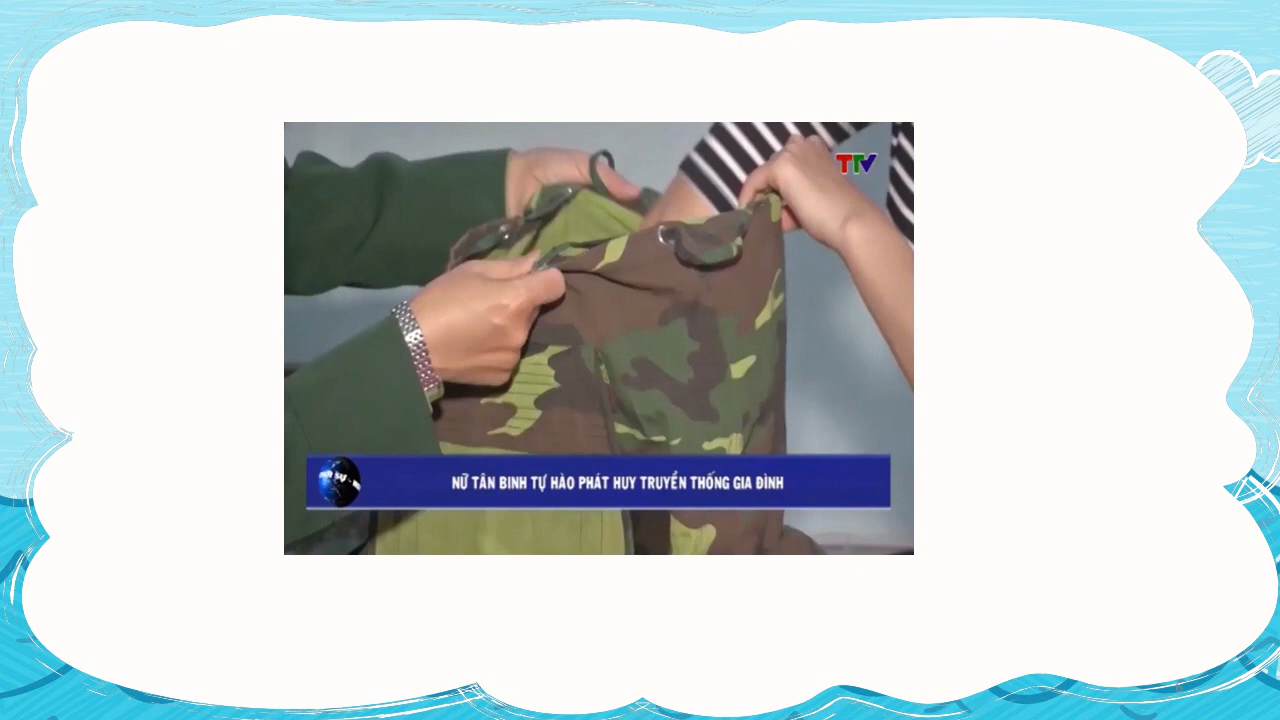 TTV
NỮ TÂN BINH TỰ HÀO PHÁT HUY TRUYỀN THỐNG GIA ĐÌNH